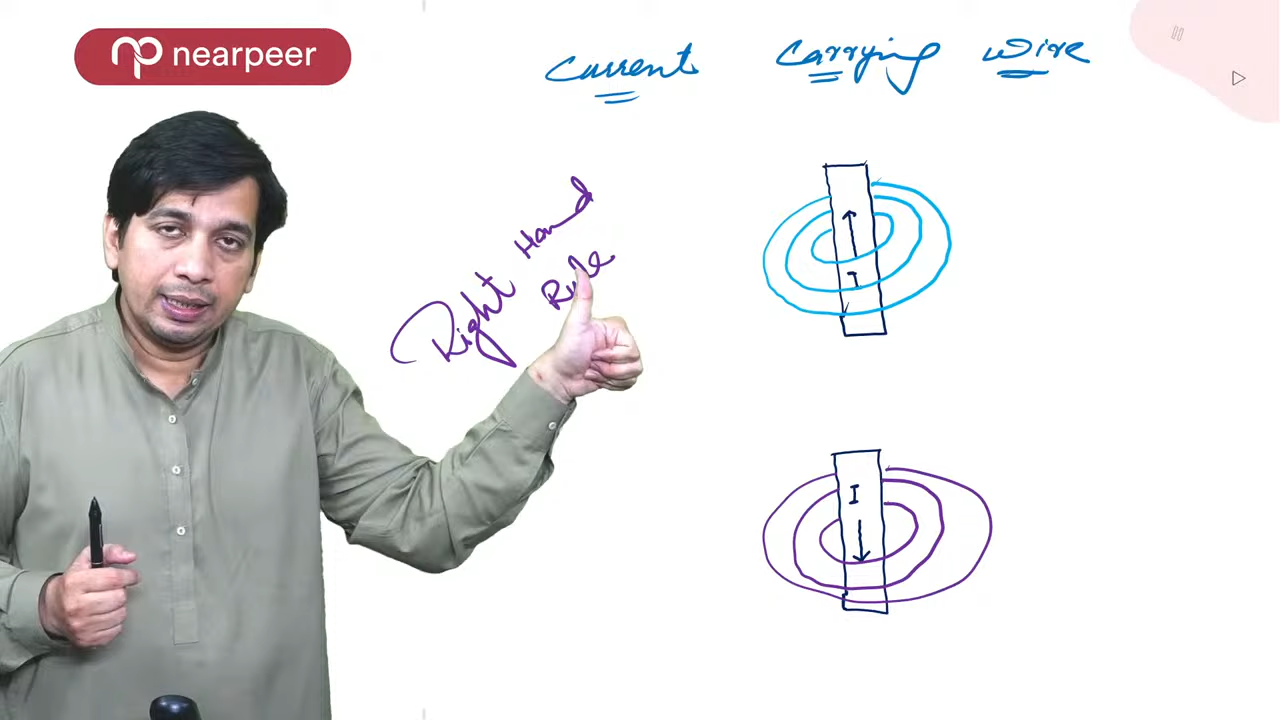 nearpeer
Current Carrying Wire
Right Hand
Rule
I
I